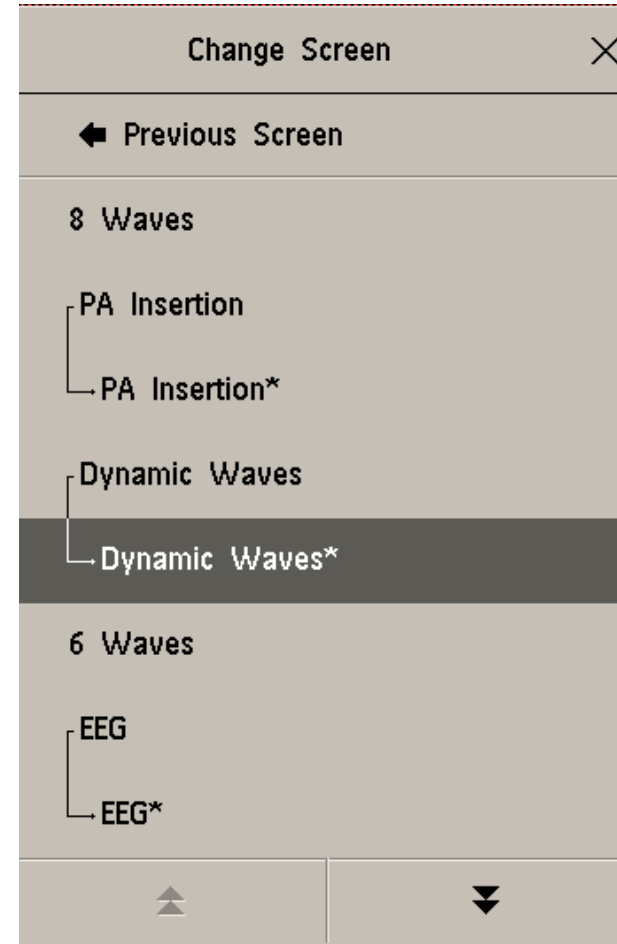 Change Screen
Previous Screen
8 Waves
PA Insertion
PA Insertion*
Dynamic Waves
Dynamic Waves*
6 Waves
EEG
EEG*